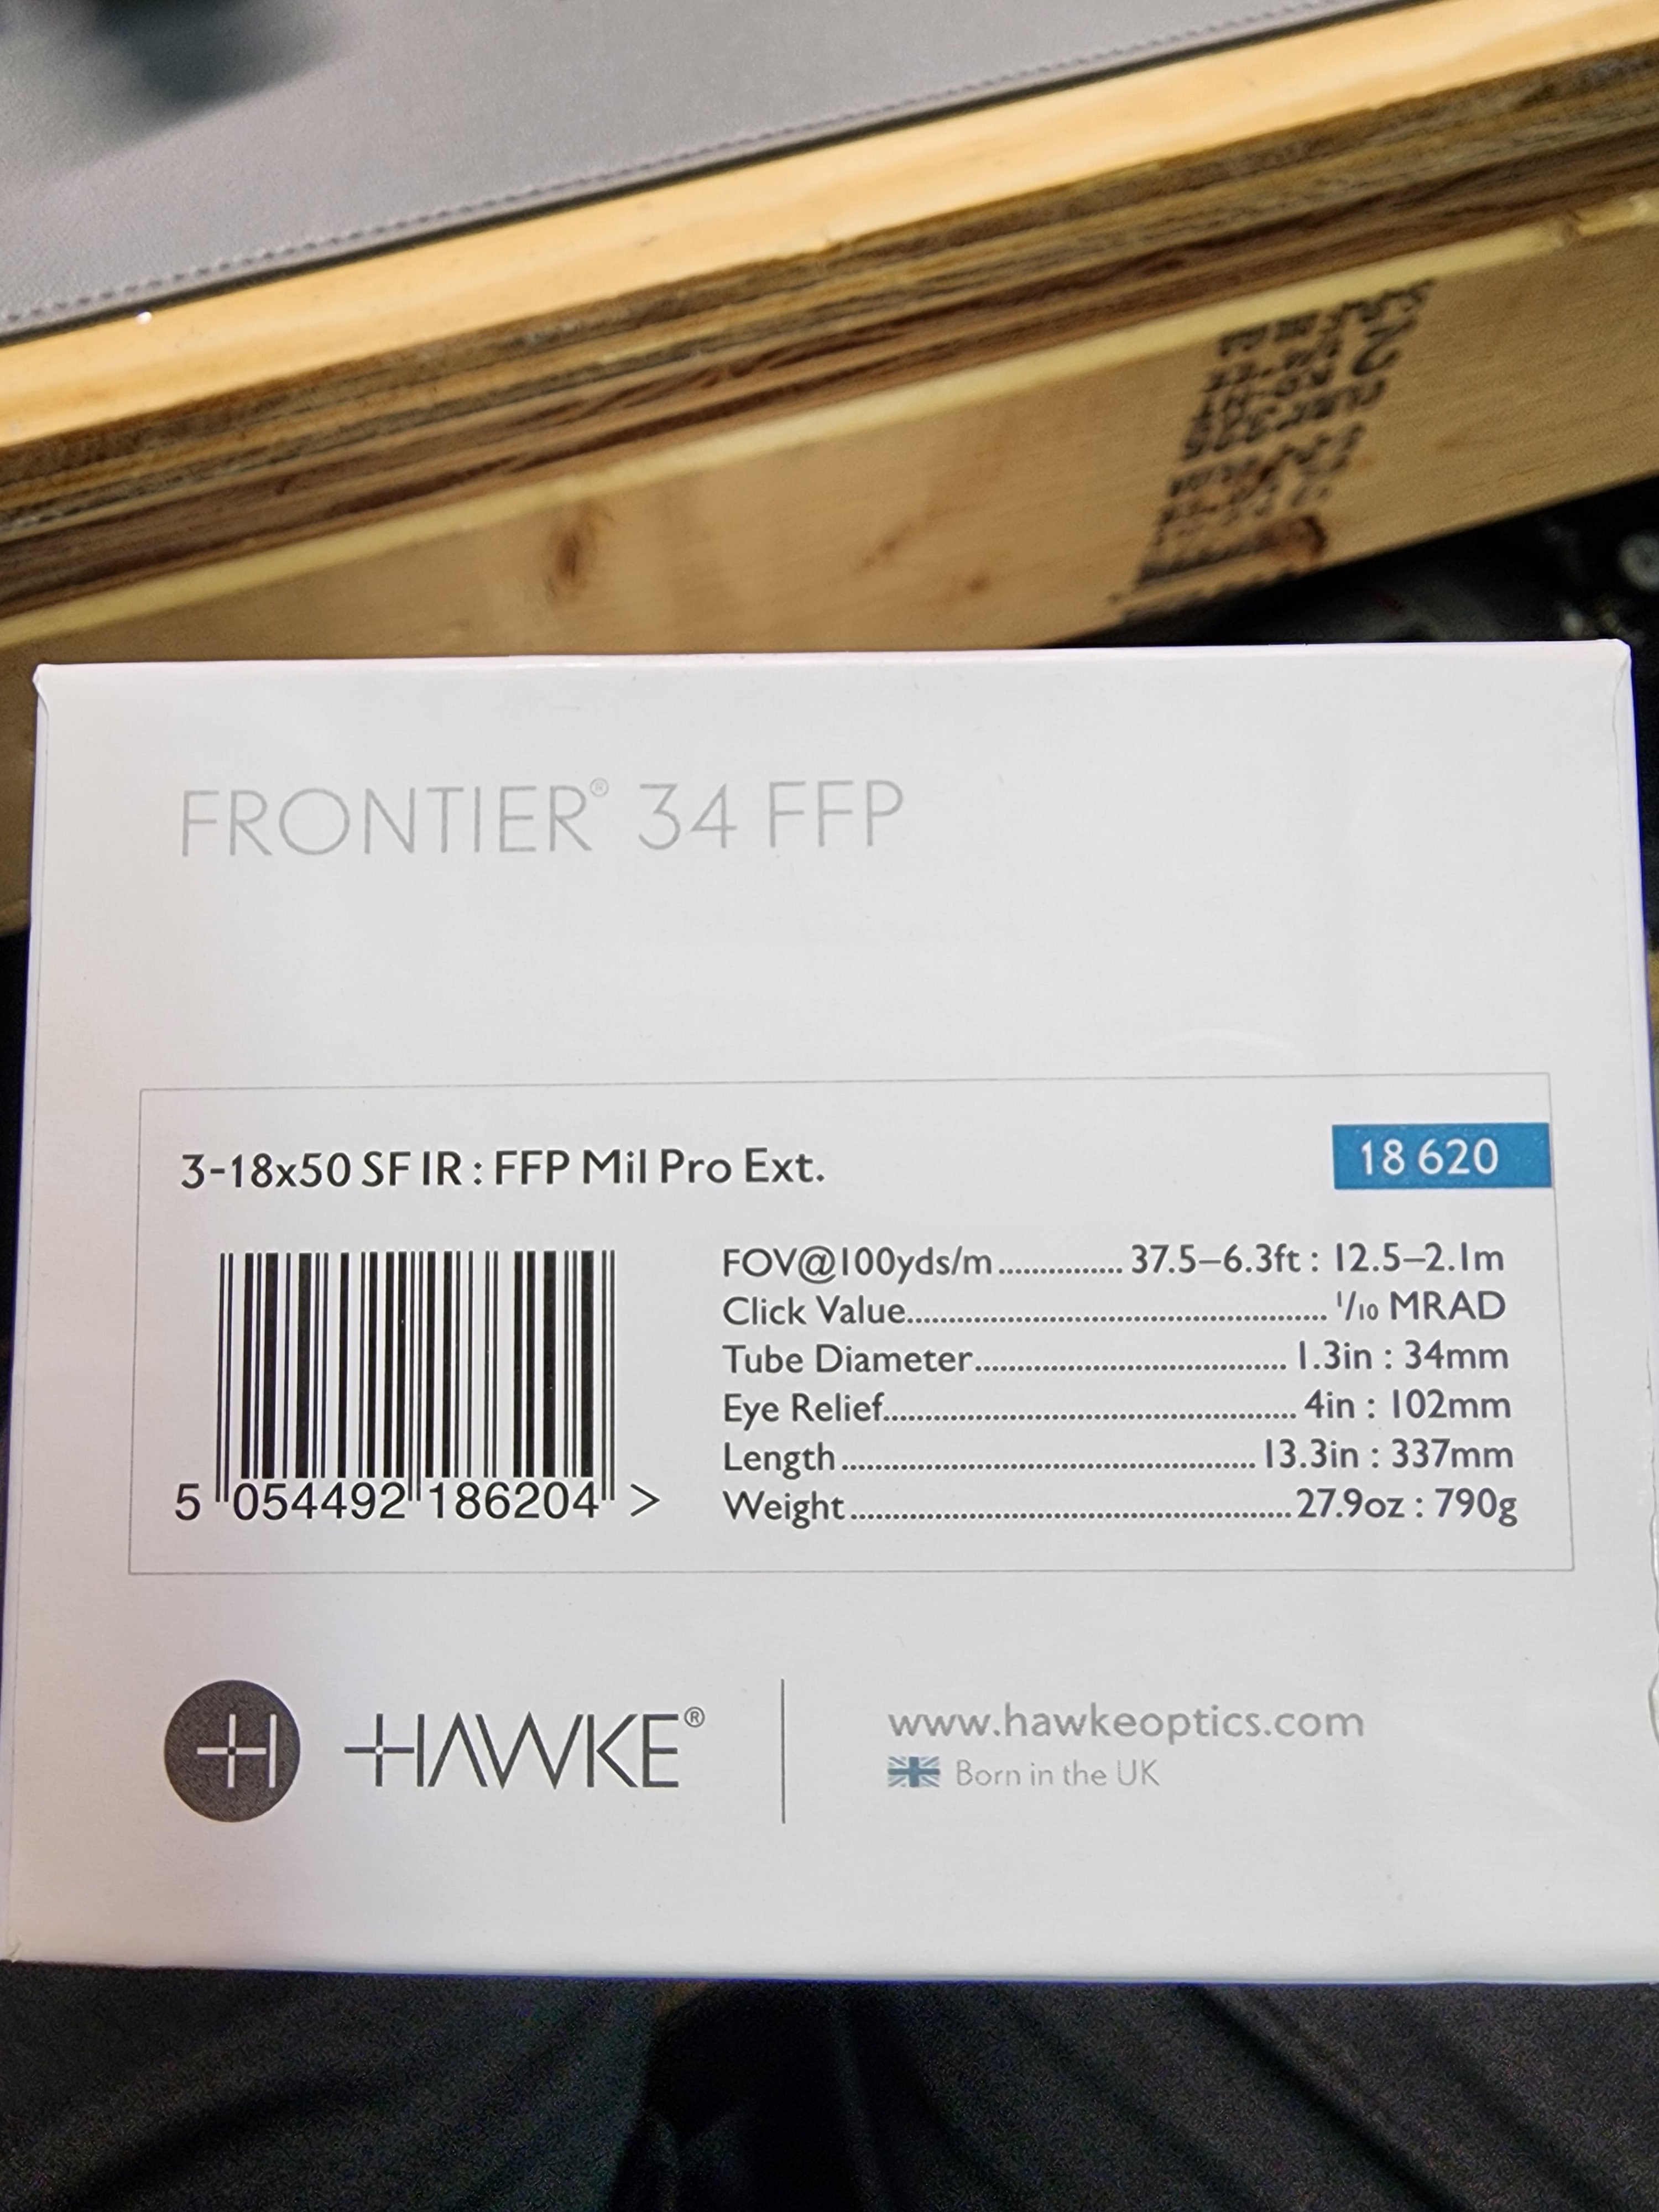 FRONTIER® 34 FFP
3-18x50 SF IR : FFP Mil Pro Ext.
18 620
FOV@100yds/m............... 37.5–6.3ft : 12.5–2.1m
Click Value.................................................... 1/10 MRAD
Tube Diameter...................................... 1.3in : 34mm
Eye Relief.................................................. 4in : 102mm
Length.................................................. 13.3in : 337mm
Weight......................................................27.9oz : 790g
5 054492 186204 >
HAWKE®
www.hawkeoptics.com
Born in the UK